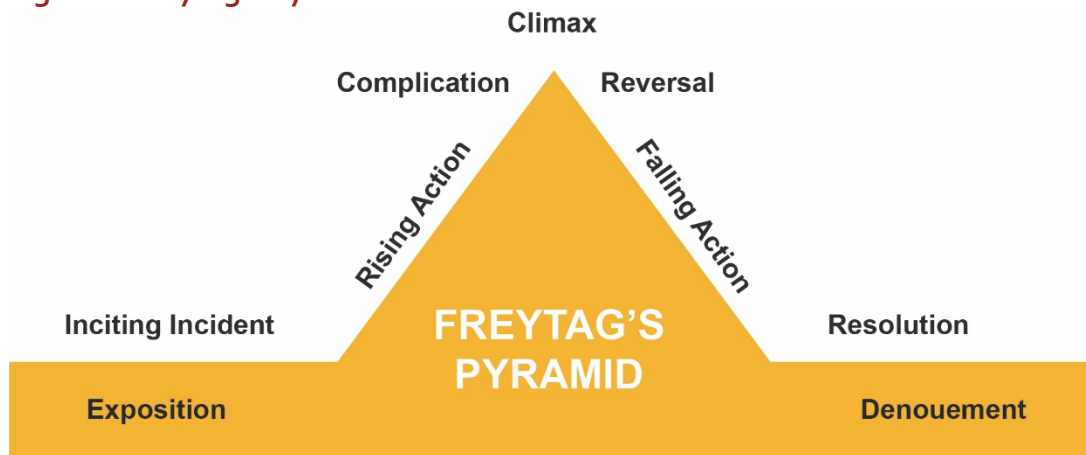 Climax
Complication
Reversal
Rising Action
Falling Action
Inciting Incident
FREYTAG'S
PYRAMID
Resolution
Exposition
Denouement